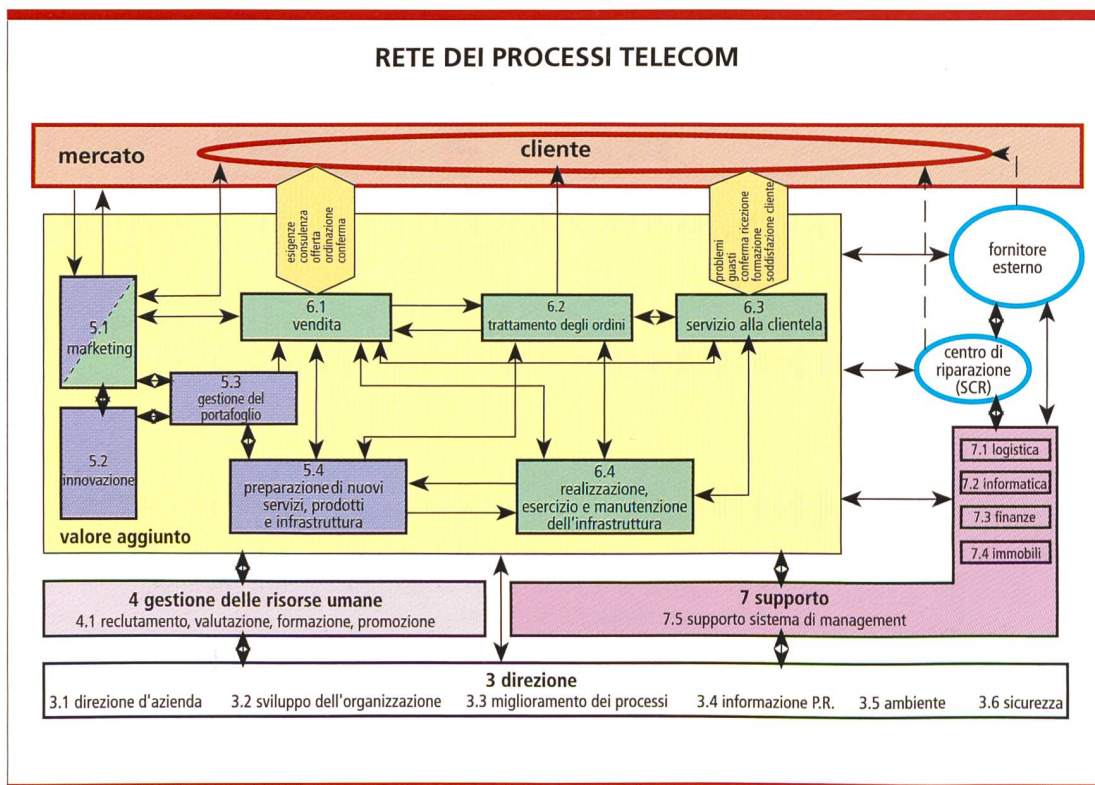 RETE DEI PROCESSI TELECOM
mercato
cliente
esigenze
consulenza
offerta
ordinazione
conferma
problemi
guasti
conferma ricezione
formazione
soddisfazione cliente
fornitore
esterno
5.1
marketing
6.1
vendita
6.2
trattamento degli ordini
6.3
servizio alla clientela
centro di
riparazione
(SCR)
5.3
gestione del
portafoglio
5.2
innovazione
5.4
preparazione di nuovi
servizi, prodotti
e infrastruttura
6.4
realizzazione,
esercizio e manutenzione
dell'infrastruttura
7.1 logistica
7.2 informatica
7.3 finanze
7.4 immobili
valore aggiunto
4 gestione delle risorse umane
4.1 reclutamento, valutazione, formazione, promozione
7 supporto
7.5 supporto sistema di management
3 direzione
3.1 direzione d'azienda
3.2 sviluppo dell'organizzazione
3.3 miglioramento dei processi
3.4 informazione P.R.
3.5 ambiente
3.6 sicurezza